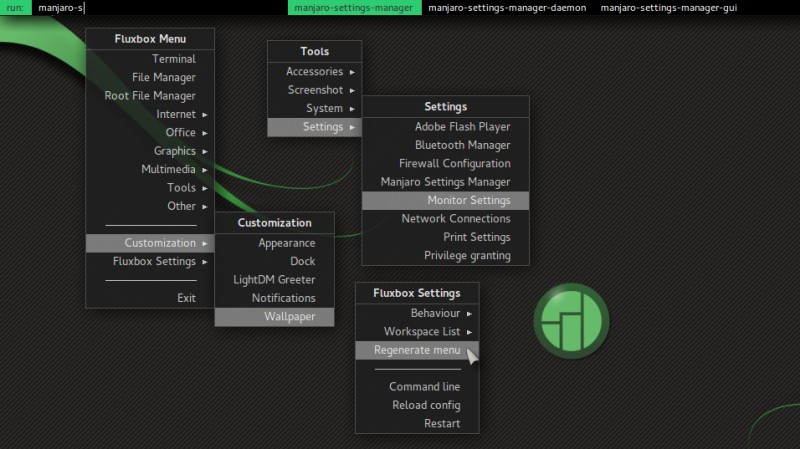 run: manjaro-s manjaro-settings-manager manjaro-settings-manager-daemon manjaro-settings-manager-gui
Fluxbox Menu
Terminal
File Manager
Root File Manager
Internet
Office
Graphics
Multimedia
Tools
Other
Customization
Fluxbox Settings
Exit
Tools
Accessories
Screenshot
System
Settings
Settings
Adobe Flash Player
Bluetooth Manager
Firewall Configuration
Manjaro Settings Manager
Monitor Settings
Network Connections
Print Settings
Privilege granting
Customization
Appearance
Dock
LightDM Greeter
Notifications
Wallpaper
Fluxbox Settings
Behaviour
Workspace List
Regenerate menu
Command line
Reload config
Restart